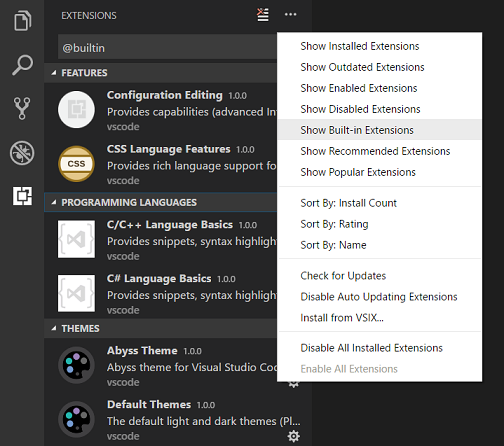 EXTENSIONS
@builtin
FEATURES
Configuration Editing 1.0.0
Provides capabilities (advanced In
vscode
CSS
CSS Language Features 1.0.0
Provides rich language support fo
vscode
PROGRAMMING LANGUAGES
C/C++ Language Basics 1.0.0
Provides snippets, syntax highligh
vscode
C# Language Basics 1.0.0
Provides snippets, syntax highligh
vscode
THEMES
Abyss Theme 1.0.0
Abyss theme for Visual Studio Coc
vscode
Default Themes 1.0.0
The default light and dark themes (Pl...
vscode
Show Installed Extensions
Show Outdated Extensions
Show Enabled Extensions
Show Disabled Extensions
Show Built-in Extensions
Show Recommended Extensions
Show Popular Extensions
Sort By: Install Count
Sort By: Rating
Sort By: Name
Check for Updates
Disable Auto Updating Extensions
Install from VSIX...
Disable All Installed Extensions
Enable All Extensions